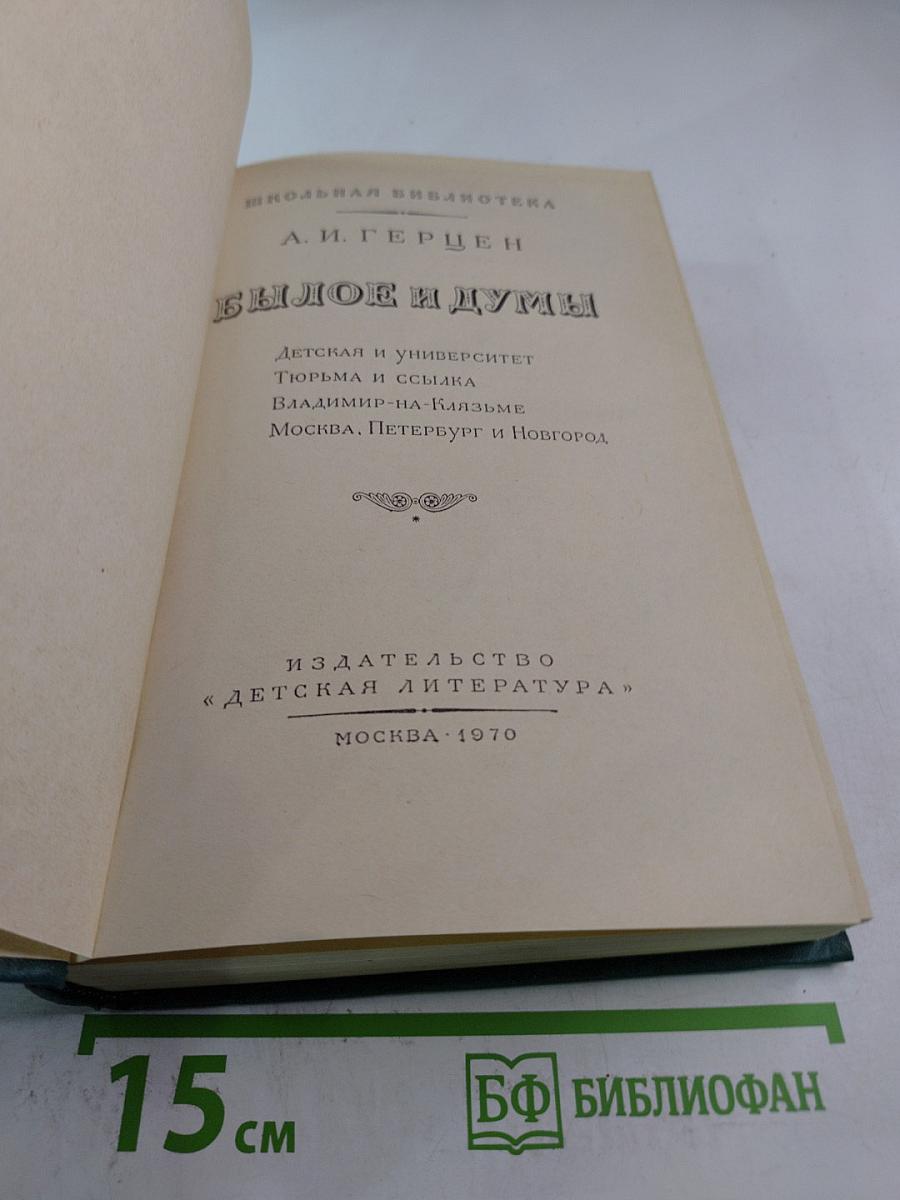 ШКОЛЬНАЯ БИБЛИОТЕКА
А. И. ГЕРЦЕН
БЫЛОЕ И ДУМЫ
ДЕТСКАЯ И УНИВЕРСИТЕТ
ТЮРЬМА И ССЫЛКА
ВЛАДИМИР-НА-КЛЯЗЬМЕ
МОСКВА, ПЕТЕРБУРГ И НОВГОРОД
ИЗДАТЕЛЬСТВО
«ДЕТСКАЯ ЛИТЕРАТУРА»
МОСКВА · 1970
15 см
БФ БИБЛИОФАН